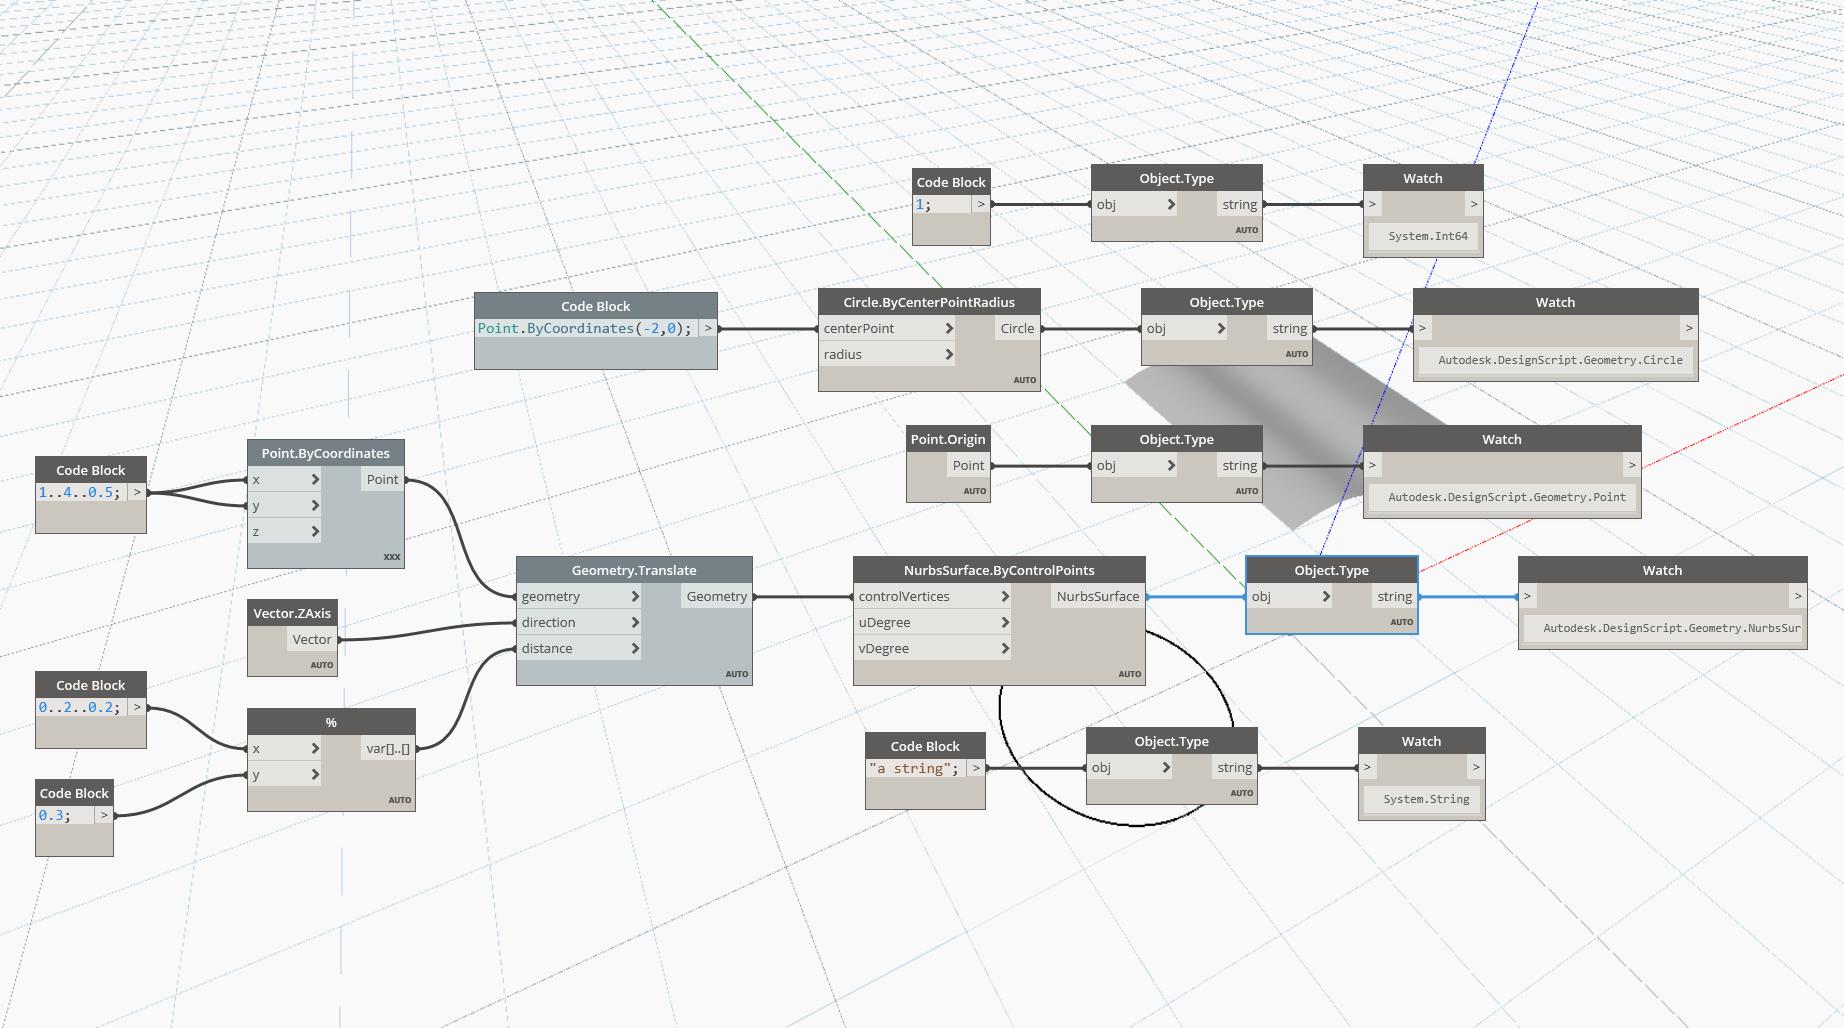 Code Block
1;
>
Object.Type
obj
string
AUTO
Watch
>
>
System.Int64
Code Block
Point.ByCoordinates(-2,0);
>
Circle.ByCenterPointRadius
centerPoint
Circle
radius
AUTO
Object.Type
obj
string
AUTO
Watch
>
>
Autodesk.DesignScript.Geometry.Circle
Point.Origin
Point
AUTO
Object.Type
obj
string
AUTO
Watch
>
>
Autodesk.DesignScript.Geometry.Point
Code Block
1..4..0.5;
>
Point.ByCoordinates
x
Point
y
z
XXX
Vector.ZAxis
Vector
AUTO
Code Block
0..2..0.2;
>
Code Block
0.3;
>
%
x
var[]..[]
y
AUTO
Geometry.Translate
geometry
Geometry
direction
distance
AUTO
NurbsSurface.ByControlPoints
controlVertices
NurbsSurface
uDegree
vDegree
AUTO
Object.Type
obj
string
AUTO
Watch
>
>
Autodesk.DesignScript.Geometry.NurbsSur
Code Block
"a string";
>
Object.Type
obj
string
AUTO
Watch
>
>
System.String